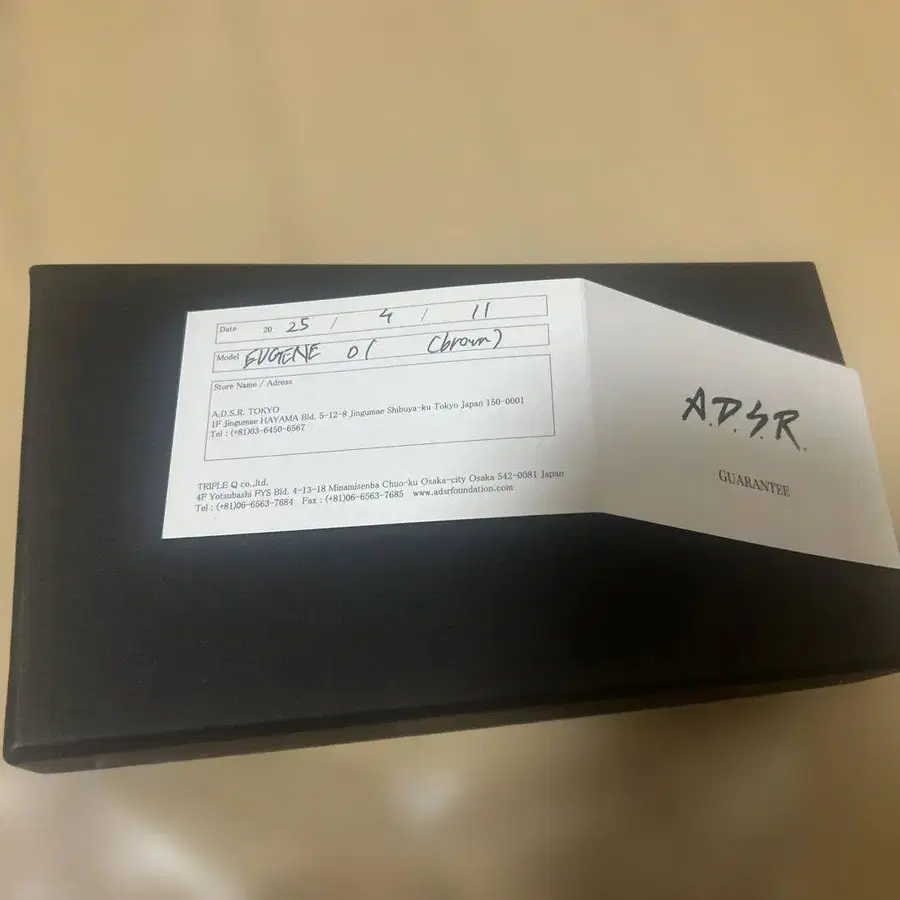 Date 20 25 / 4 / 11
Model EUGENE 01 (brown)
Store Name / Adress
A.D.S.R. TOKYO
1F Jingumae HAYAMA Bld. 5-12-8 Jingumae Shibuya-ku Tokyo Japan 150-0001
Tel : (+81)03-6450-6567
TRIPLE Q co.,ltd.
4F Yotsubashi FYS Bld. 4-13-18 Minamisenba Chuo-ku Osaka-city Osaka 542-0081 Japan
Tel : (+81)06-6563-7684 Fax : (+81)06-6563-7685 www.adsrfoundation.com
A.D.S.R.
GUARANTEE